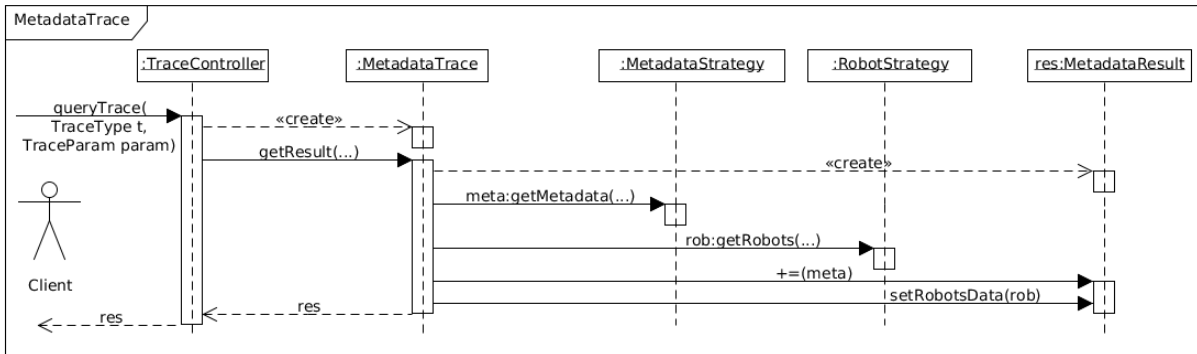 MetadataTrace
:TraceController
:MetadataTrace
:MetadataStrategy
:RobotStrategy
res:MetadataResult
queryTrace(
TraceType t,
TraceParam param)
«create»
getResult(...)
«create»
meta:getMetadata(...)
rob:getRobots(...)
+=(meta)
setRobotsData(rob)
Client
res
res